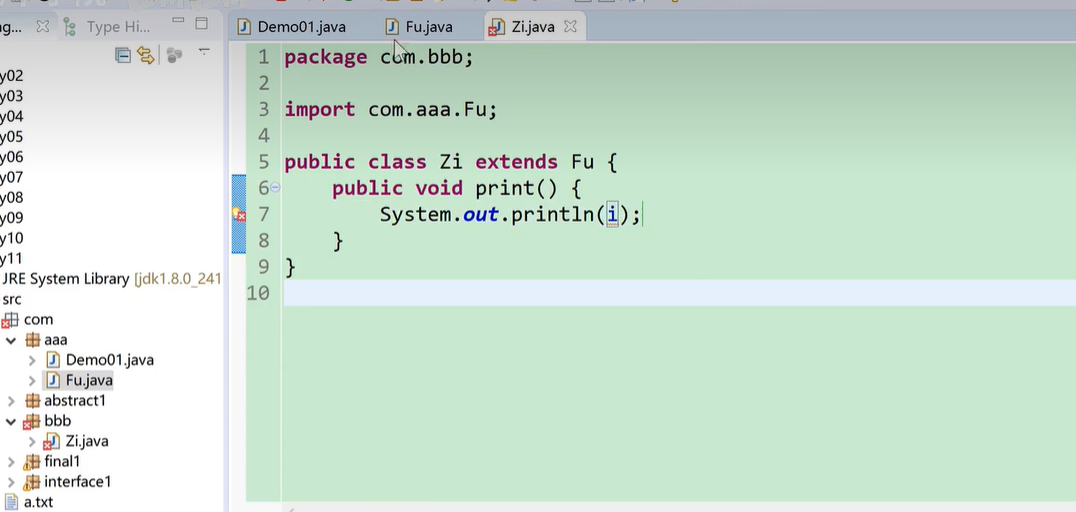 g...
Type Hi...
Demo01.java
Fu.java
Zi.java
y02
y03
y04
y05
y06
y07
y08
y09
y10
y11
JRE System Library [jdk1.8.0_241
src
com
aaa
Demo01.java
Fu.java
abstract1
bbb
Zi.java
final1
interface1
a.txt
1 package com.bbb;
2
3 import com.aaa.Fu;
4
5 public class Zi extends Fu {
6 public void print() {
7 System.out.println(i);
8 }
9 }
10